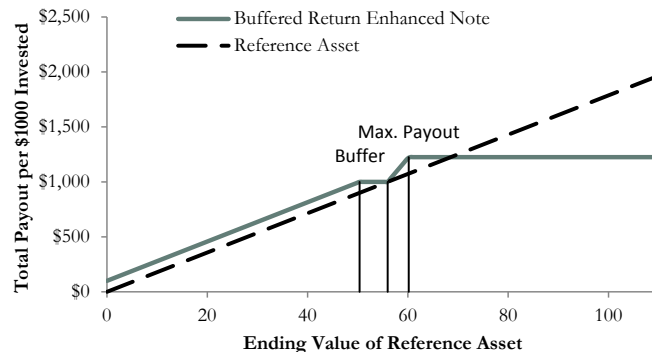 $2,500
Buffered Return Enhanced Note
Reference Asset
$2,000
$1,500
Max. Payout
Buffer
$1,000
$500
$0
0 20 40 60 80 100
Total Payout per $1000 Invested
Ending Value of Reference Asset